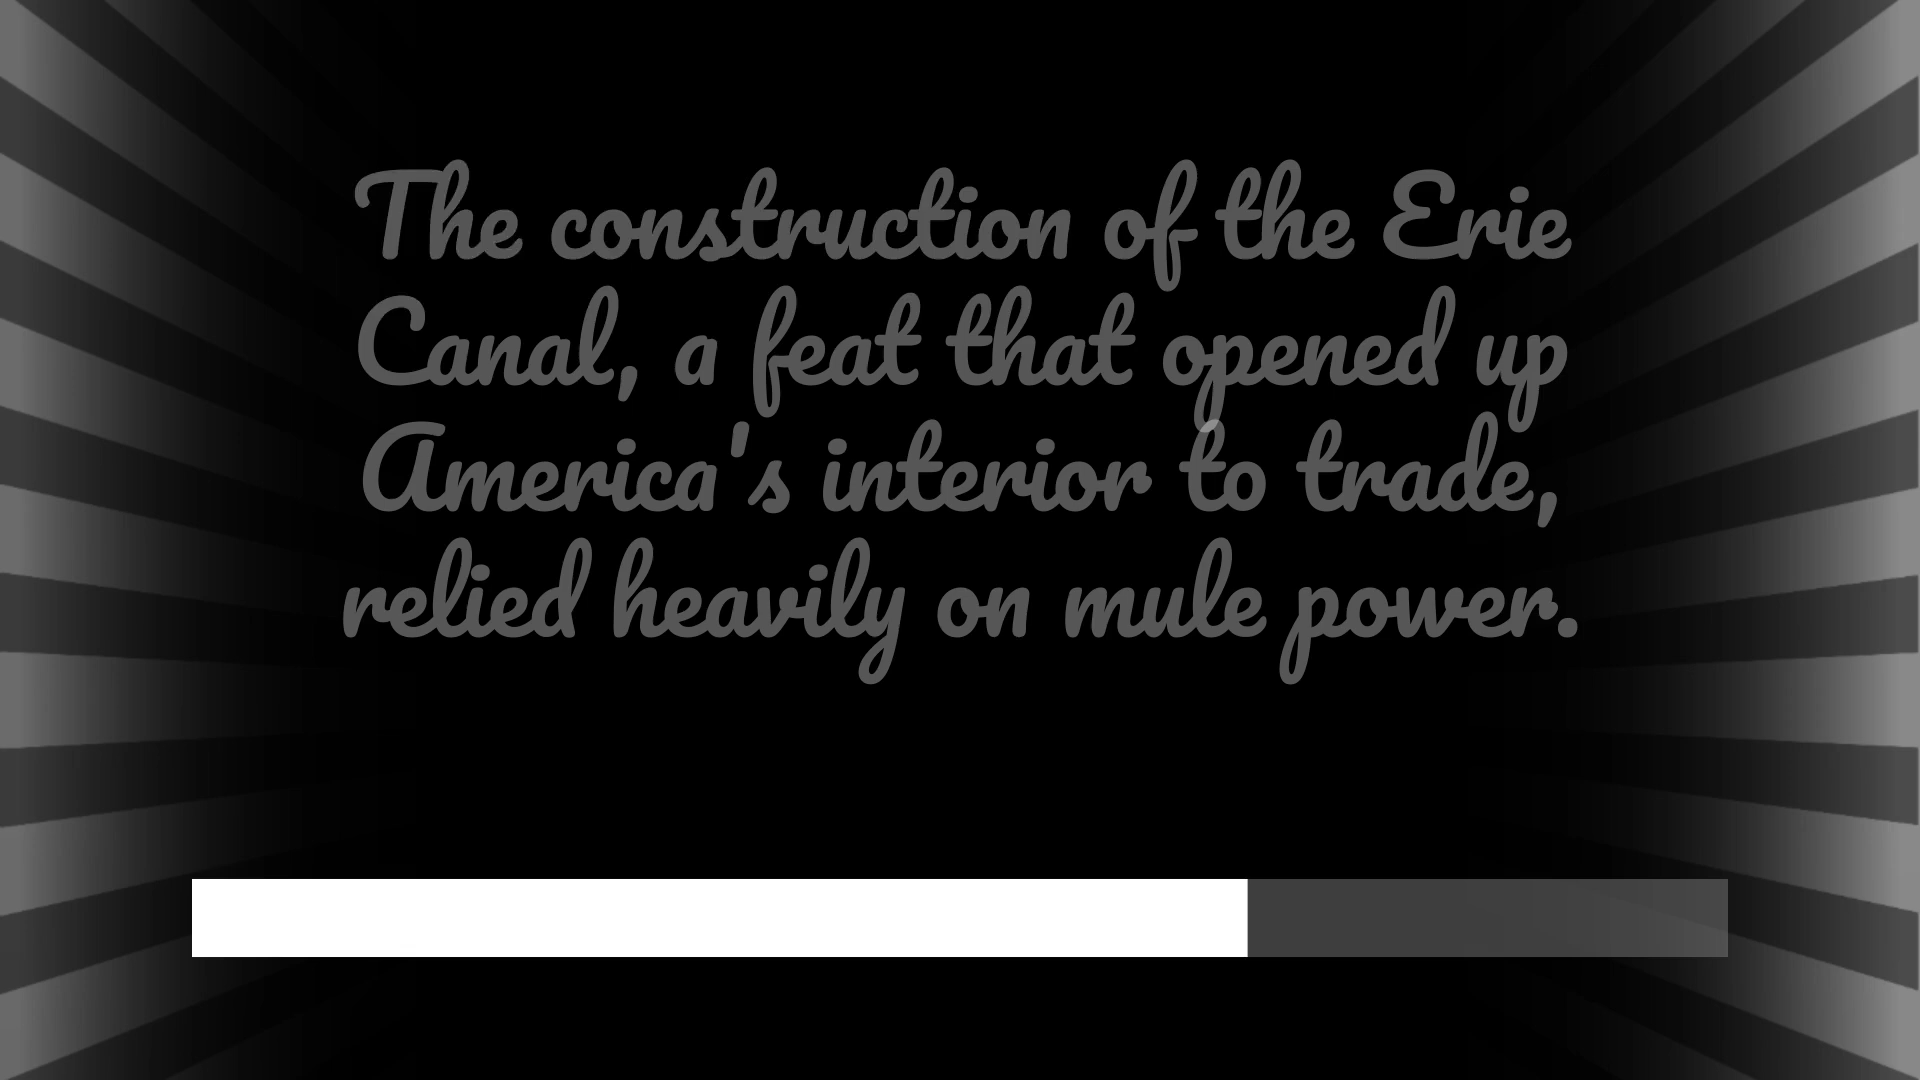 The construction of the Erie
Canal, a feat that opened up
America's interior to trade,
relied heavily on mule power.